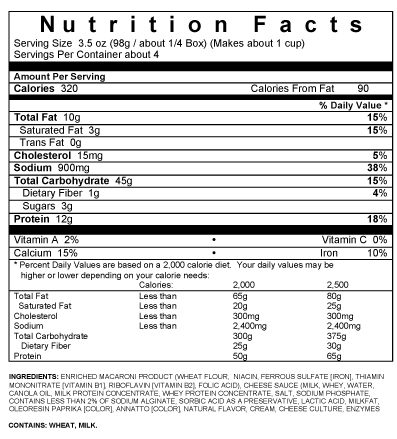 Nutrition Facts
Serving Size 3.5 oz (98g / about 1/4 Box) (Makes about 1 cup)
Servings Per Container about 4
Amount Per Serving
Calories 320 Calories From Fat 90
% Daily Value *
Total Fat 10g 15%
Saturated Fat 3g 15%
Trans Fat 0g
Cholesterol 15mg 5%
Sodium 900mg 38%
Total Carbohydrate 45g 15%
Dietary Fiber 1g 4%
Sugars 3g
Protein 12g 18%
Vitamin A 2% • Vitamin C 0%
Calcium 15% • Iron 10%
* Percent Daily Values are based on a 2,000 calorie diet. Your daily values may be
higher or lower depending on your calorie needs:
Calories: 2,000 2,500
Total Fat Less than 65g 80g
Saturated Fat Less than 20g 25g
Cholesterol Less than 300mg 300mg
Sodium Less than 2,400mg 2,400mg
Total Carbohydrate 300g 375g
Dietary Fiber 25g 30g
Protein 50g 65g
INGREDIENTS: ENRICHED MACARONI PRODUCT (WHEAT FLOUR, NIACIN, FERROUS SULFATE [IRON], THIAMIN
MONONITRATE [VITAMIN B1], RIBOFLAVIN [VITAMIN B2], FOLIC ACID), CHEESE SAUCE (MILK, WHEY, WATER,
CANOLA OIL, MILK PROTEIN CONCENTRATE, WHEY PROTEIN CONCENTRATE, SALT, SODIUM PHOSPHATE,
CONTAINS LESS THAN 2% OF SODIUM ALGINATE, SORBIC ACID AS A PRESERVATIVE, LACTIC ACID, MILKFAT,
OLEORESIN PAPRIKA [COLOR], ANNATTO [COLOR], NATURAL FLAVOR, CREAM, CHEESE CULTURE, ENZYMES
CONTAINS: WHEAT, MILK.